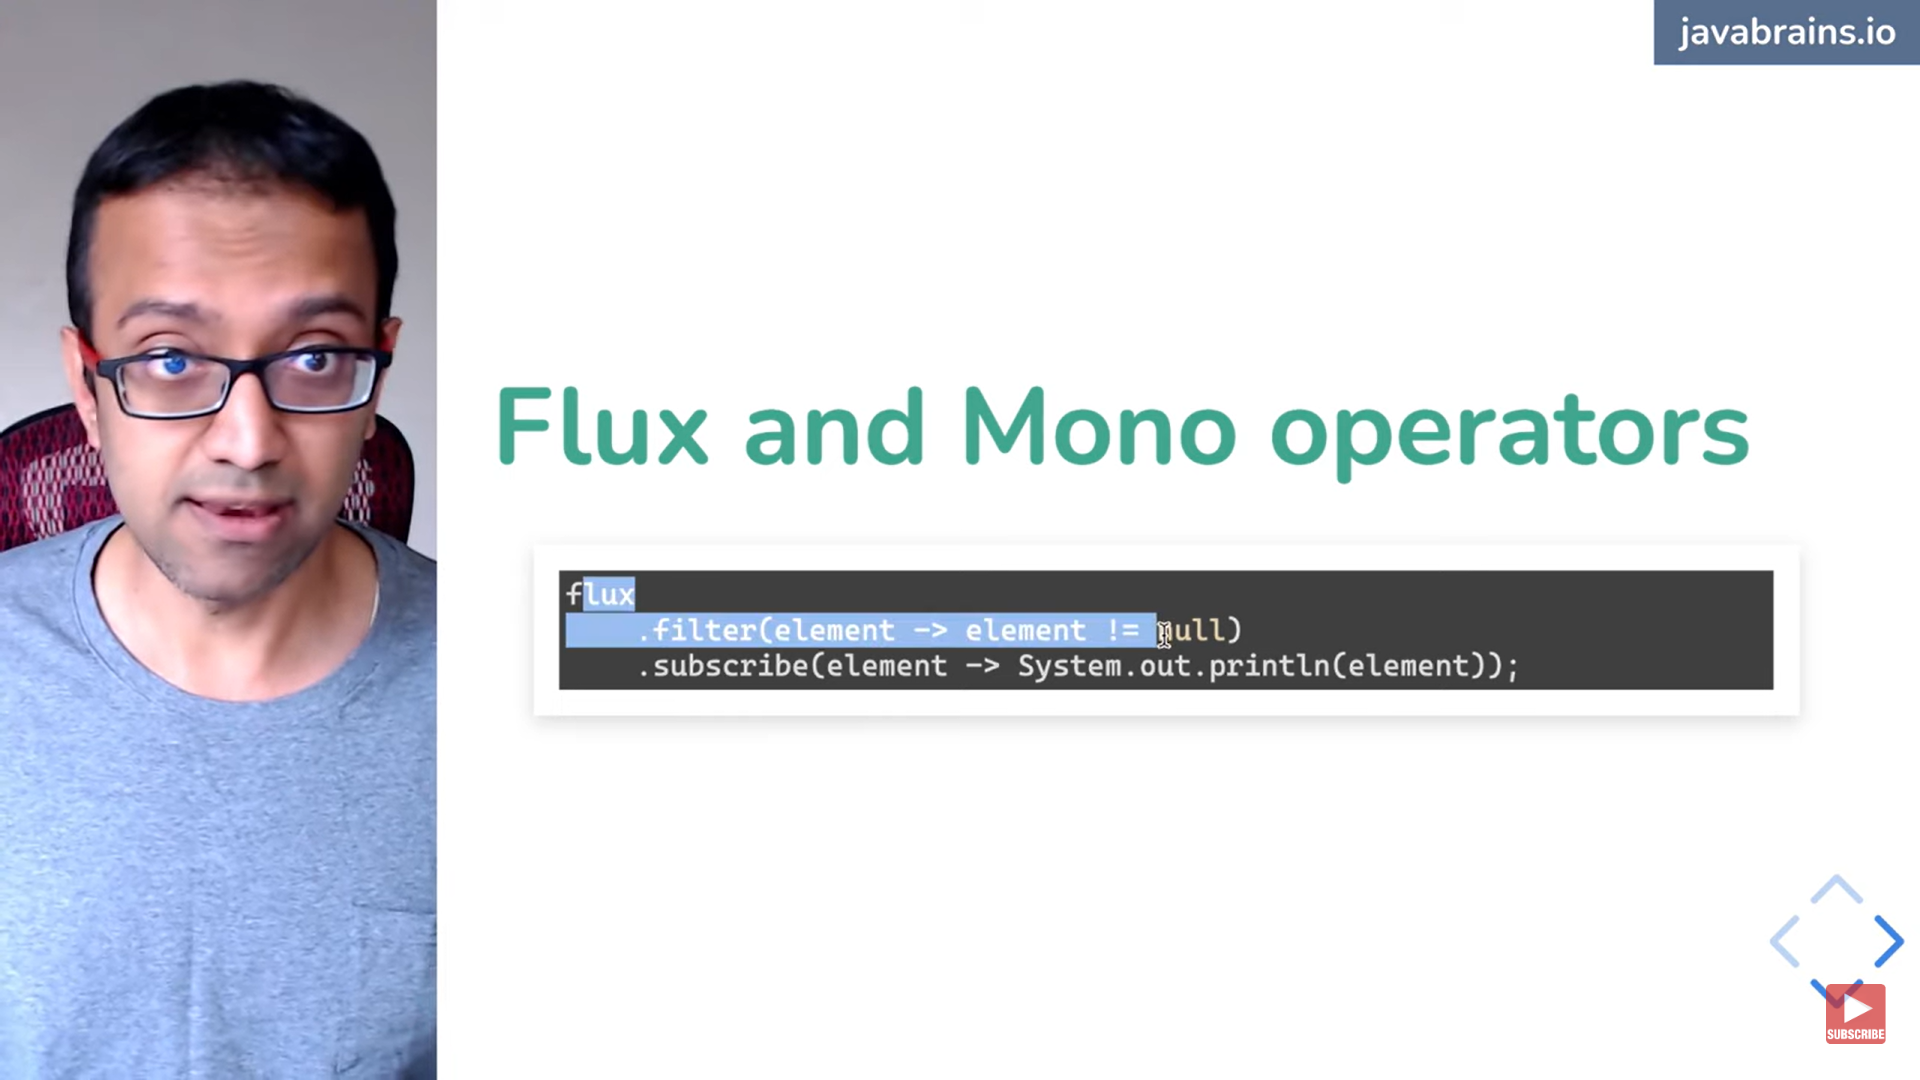 javabrains.io
Flux and Mono operators
flux
.filter(element -> element != null)
.subscribe(element -> System.out.println(element));
SUBSCRIBE